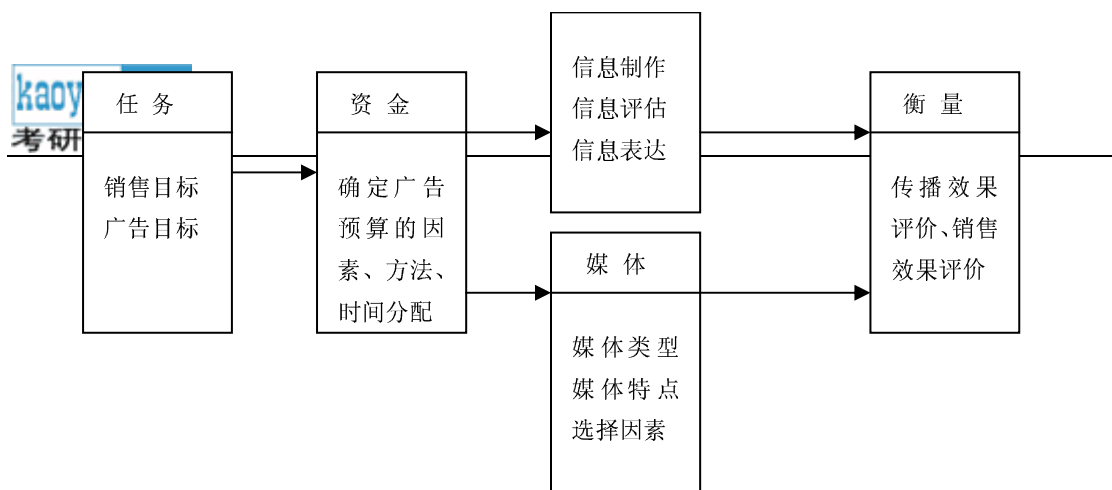 kaoy
考研
任 务
销售目标
广告目标
资 金
确定广告
预算的因
素、方法、
时间分配
信息制作
信息评估
信息表达
媒 体
媒体类型
媒体特点
选择因素
衡 量
传播效果
评价、销售
效果评价